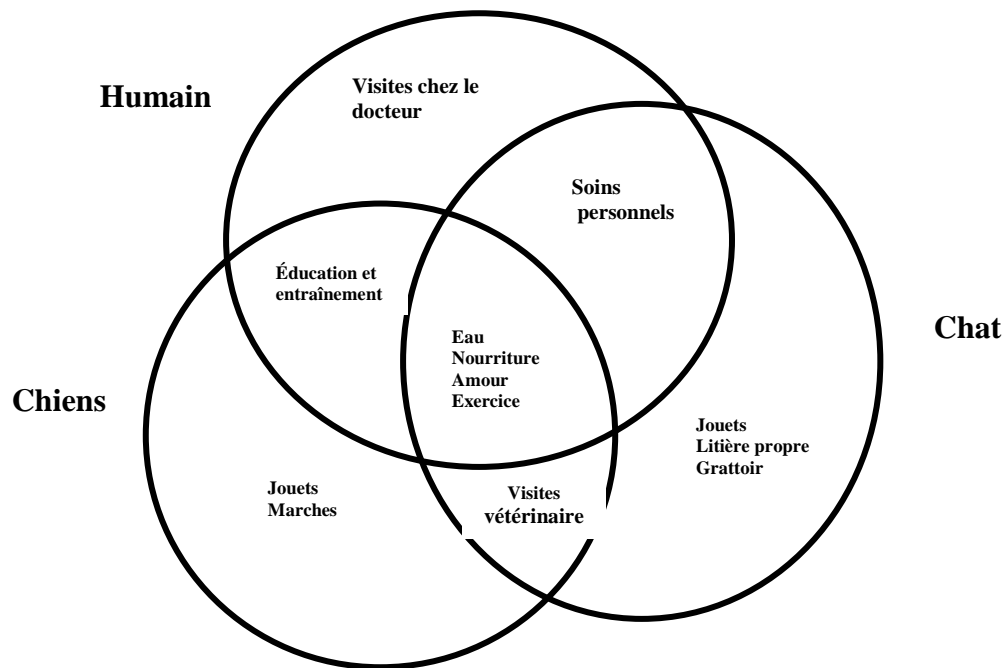 Humain
Visites chez le
docteur
Soins
personnels
Éducation et
entraînement
Chat
Eau
Nourriture
Amour
Exercice
Chiens
Jouets
Litière propre
Grattoir
Jouets
Marches
Visites
vétérinaire